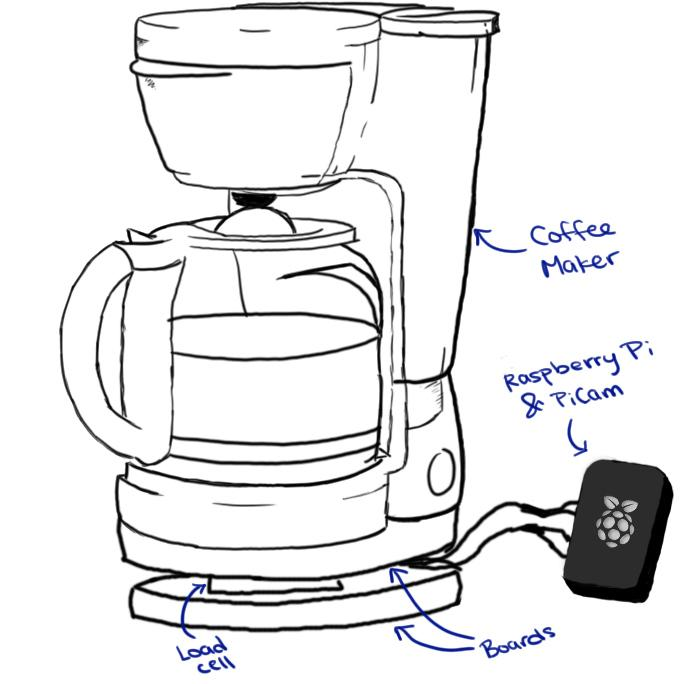 Coffee
Maker
Raspberry Pi
& PiCam
Load
cell
Boards